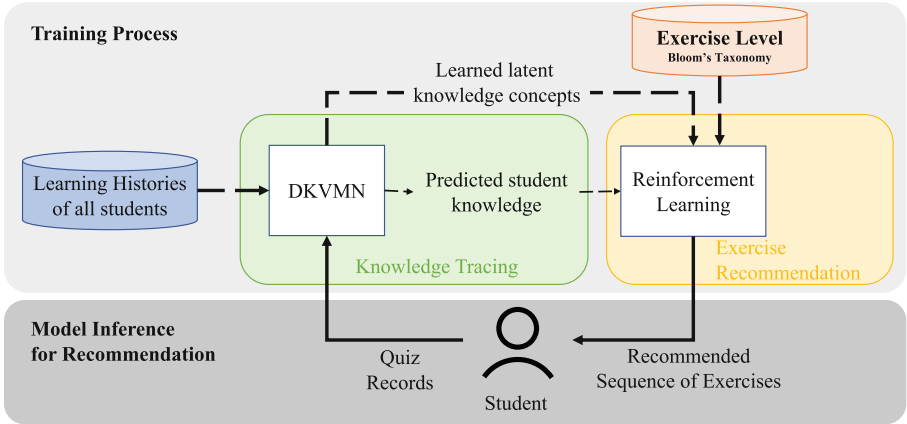 Training Process
Exercise Level
Bloom's Taxonomy
Learned latent
knowledge concepts
Learning Histories
of all students
DKVMN
Predicted student
knowledge
Reinforcement
Learning
Knowledge Tracing
Exercise
Recommendation
Model Inference
for Recommendation
Quiz
Records
Student
Recommended
Sequence of Exercises